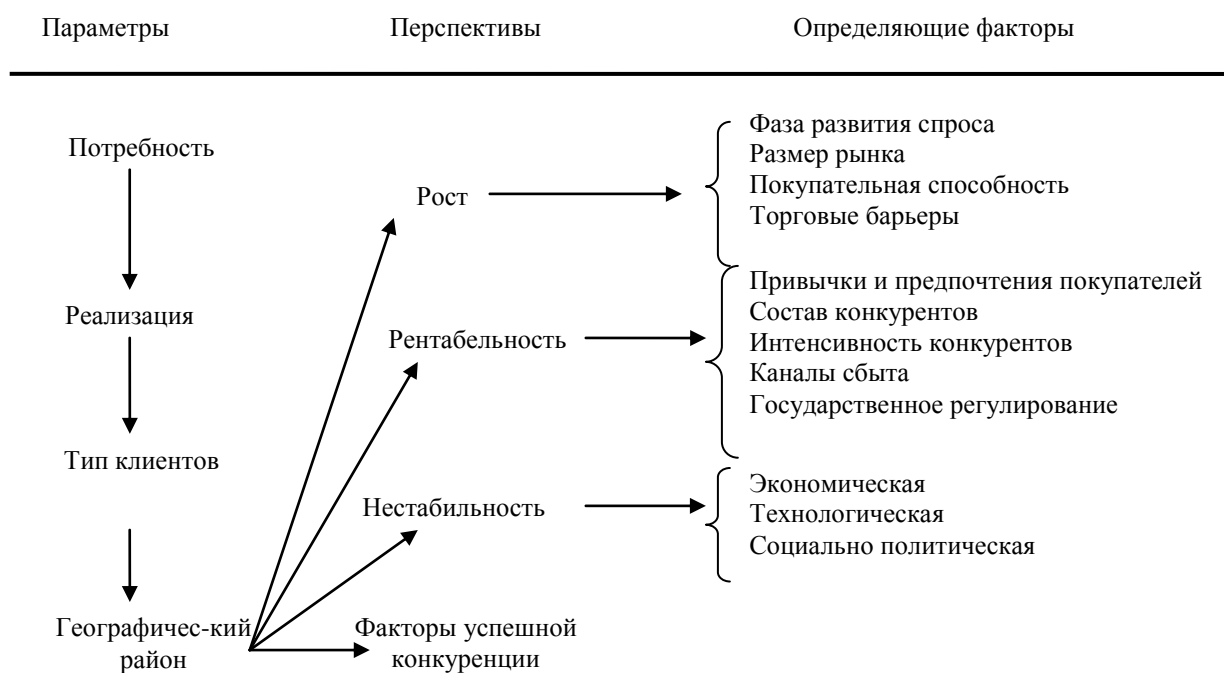 Параметры
Перспективы
Определяющие факторы
Потребность
Реализация
Тип клиентов
Географичес-кий
район
Рост
Рентабельность
Нестабильность
Факторы успешной
конкуренции
Фаза развития спроса
Размер рынка
Покупательная способность
Торговые барьеры
Привычки и предпочтения покупателей
Состав конкурентов
Интенсивность конкурентов
Каналы сбыта
Государственное регулирование
Экономическая
Технологическая
Социально политическая